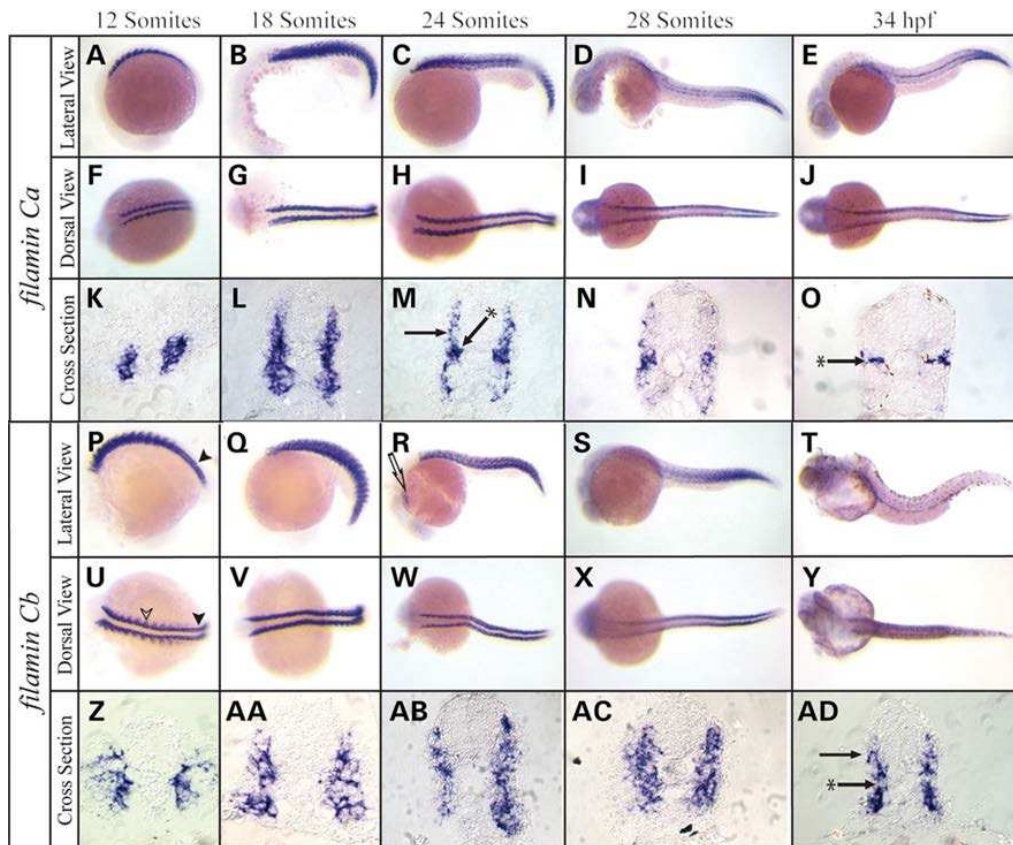 12 Somites 18 Somites 24 Somites 28 Somites 34 hpf
filamin Ca
Lateral View
A B C D E
Dorsal View
F G H I J
Cross Section
K L M N O
*
*
filamin Cb
Lateral View
P Q R S T
Dorsal View
U V W X Y
Cross Section
Z AA AB AC AD
*